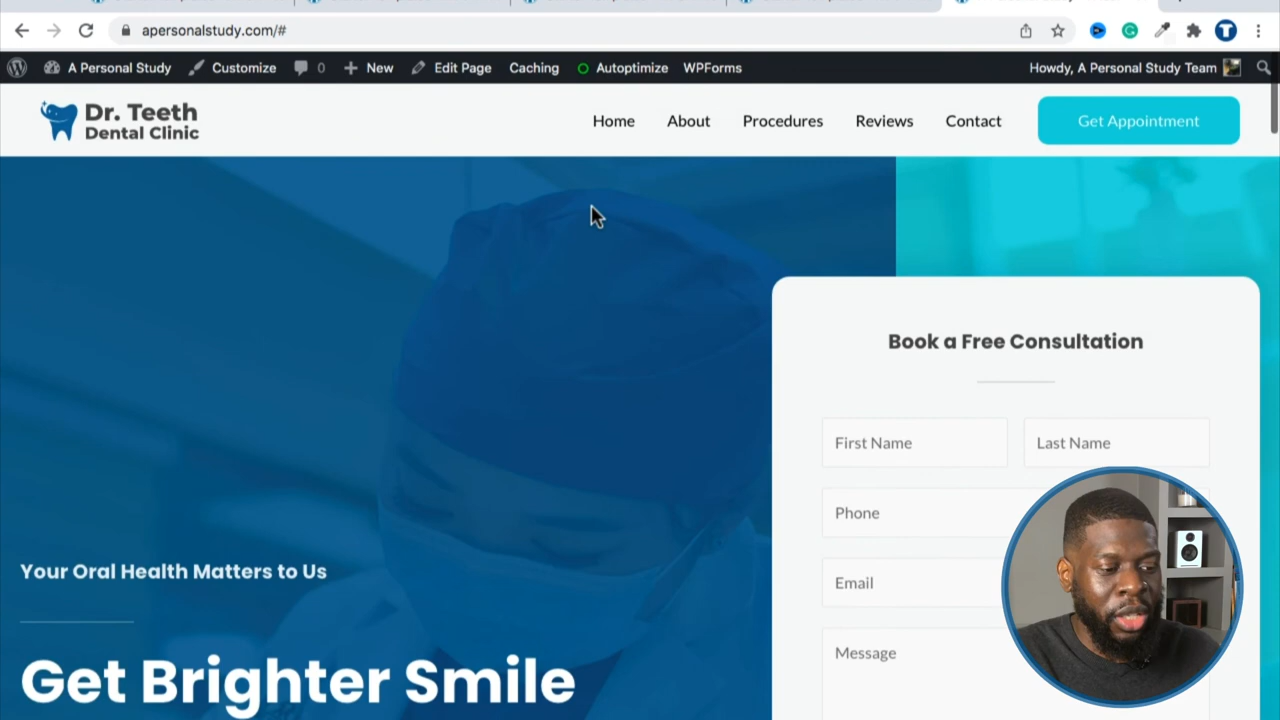 apersonalstudy.com/#
A Personal Study Customize 0 New Edit Page Caching Autoptimize WPForms Howdy, A Personal Study Team
Dr. Teeth
Dental Clinic
Home About Procedures Reviews Contact Get Appointment
Book a Free Consultation
First Name Last Name
Phone
Email
Message
Your Oral Health Matters to Us
Get Brighter Smile